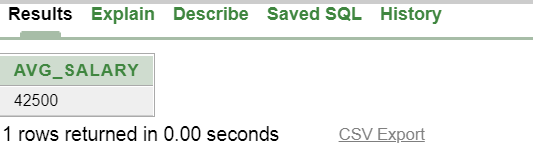 Results Explain Describe Saved SQL History
AVG_SALARY
42500
1 rows returned in 0.00 seconds CSV Export